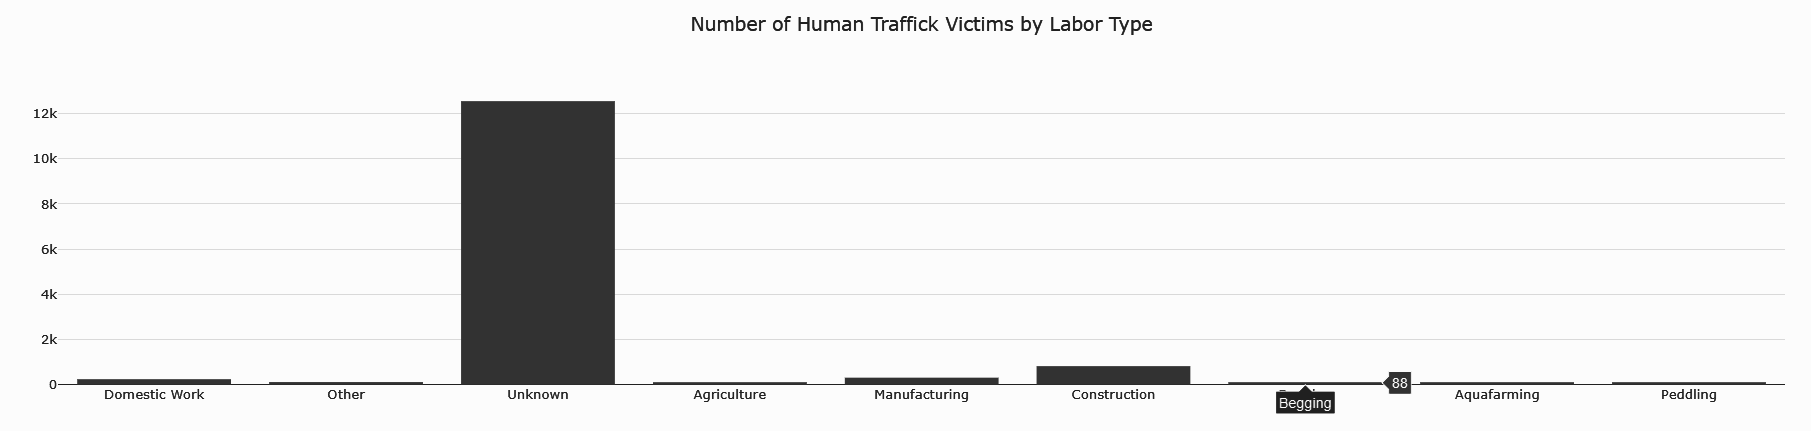 Number of Human Traffick Victims by Labor Type
12k
10k
8k
6k
4k
2k
0
Domestic Work Other Unknown Agriculture Manufacturing Construction Aquafarming Peddling
88
Begging